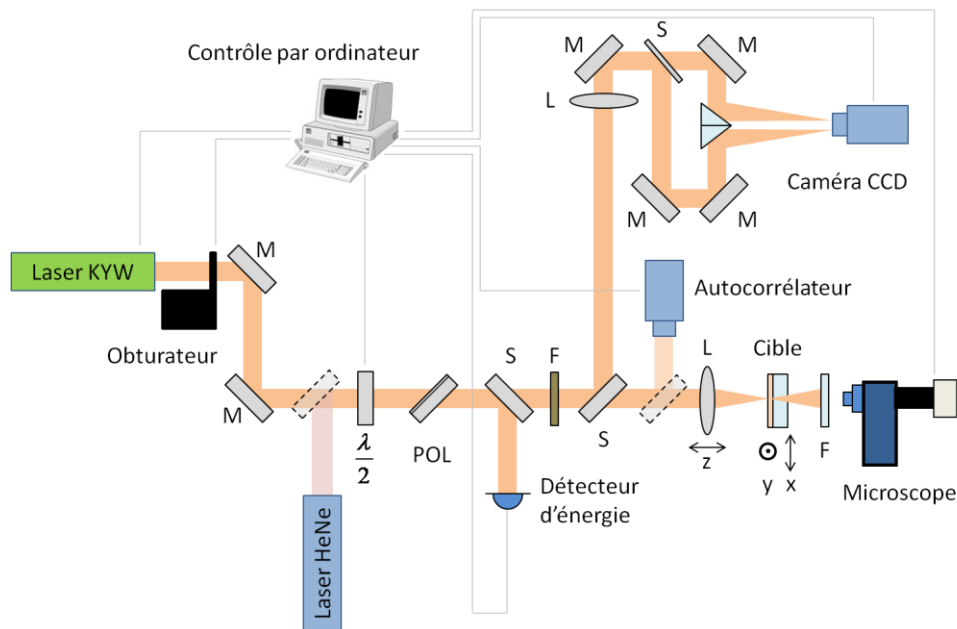 Contrôle par ordinateur
M
S
M
L
Caméra CCD
M
M
Laser KYW
M
Obturateur
Autocorrélateur
M
λ/2
POL
S
F
S
L
Cible
z
y
x
F
Détecteur
d'énergie
Microscope
Laser HeNe